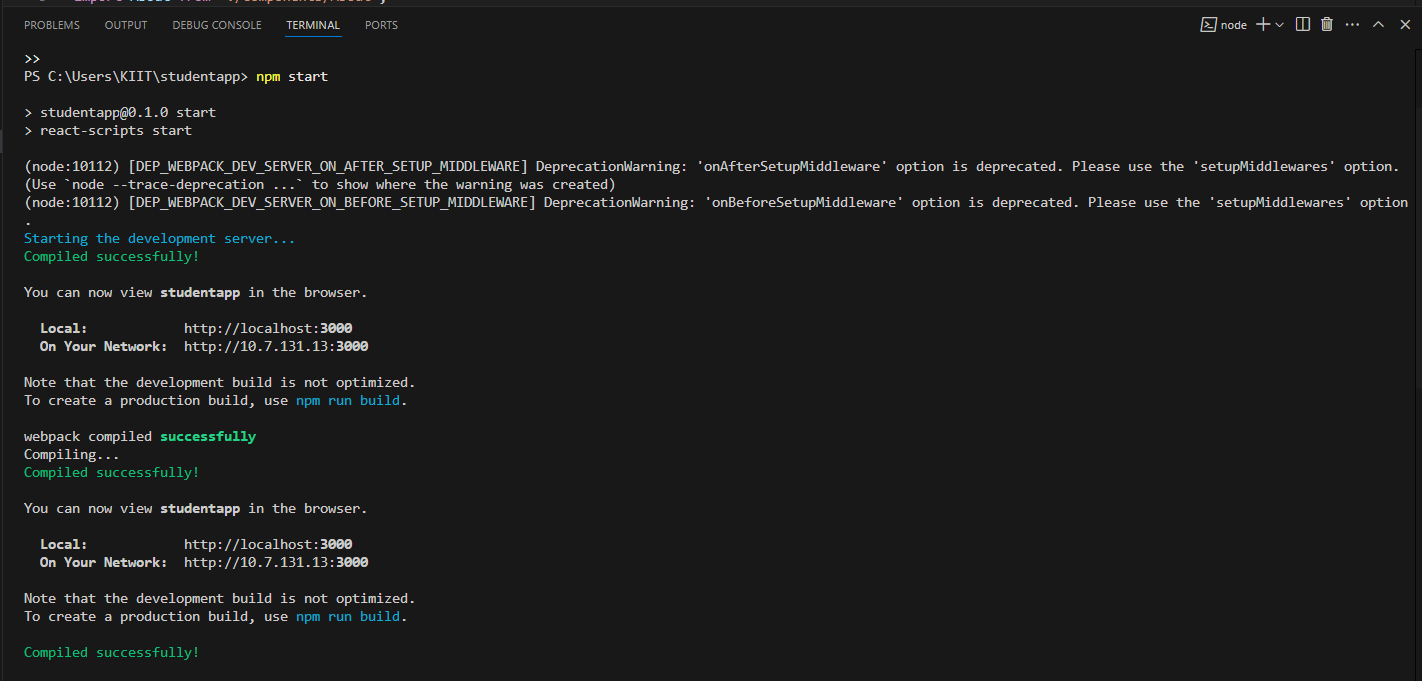 PROBLEMS OUTPUT DEBUG CONSOLE TERMINAL PORTS node
>>
PS C:\Users\KIIT\studentapp> npm start
> studentapp@0.1.0 start
> react-scripts start
(node:10112) [DEP_WEBPACK_DEV_SERVER_ON_AFTER_SETUP_MIDDLEWARE] DeprecationWarning: 'onAfterSetupMiddleware' option is deprecated. Please use the 'setupMiddlewares' option.
(Use `node --trace-deprecation ...` to show where the warning was created)
(node:10112) [DEP_WEBPACK_DEV_SERVER_ON_BEFORE_SETUP_MIDDLEWARE] DeprecationWarning: 'onBeforeSetupMiddleware' option is deprecated. Please use the 'setupMiddlewares' option
.
Starting the development server...
Compiled successfully!
You can now view studentapp in the browser.
Local: http://localhost:3000
On Your Network: http://10.7.131.13:3000
Note that the development build is not optimized.
To create a production build, use npm run build.
webpack compiled successfully
Compiling...
Compiled successfully!
You can now view studentapp in the browser.
Local: http://localhost:3000
On Your Network: http://10.7.131.13:3000
Note that the development build is not optimized.
To create a production build, use npm run build.
Compiled successfully!